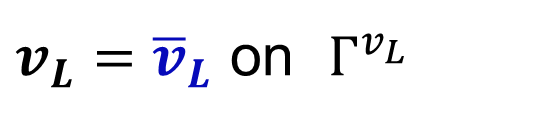 𝒗_𝑳 = 𝒗̅_𝑳 on Γ^{𝑣_𝐿}